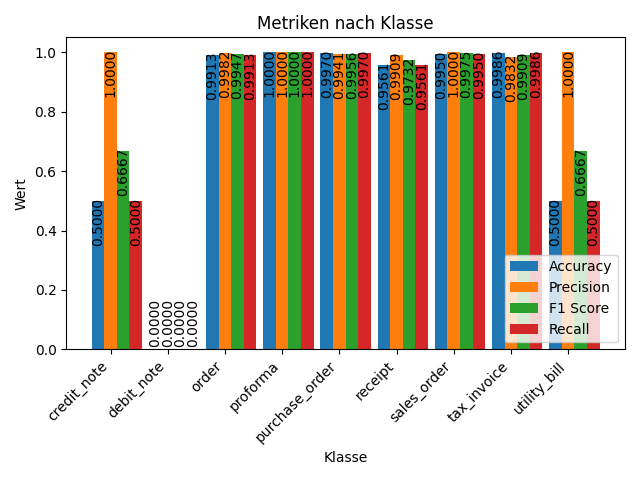 Metriken nach Klasse
Wert
1.0
0.8
0.6
0.4
0.2
0.0
0.5000
1.0000
0.6667
0.5000
0.0000
0.0000
0.0000
0.0000
0.9913
0.9982
0.9947
0.9913
1.0000
1.0000
1.0000
1.0000
0.9970
0.9941
0.9956
0.9970
0.9561
0.9909
0.9732
0.9561
0.9950
1.0000
0.9975
0.9950
0.9986
0.9832
0.9909
0.9986
0.5000
1.0000
0.6667
0.5000
Accuracy
Precision
F1 Score
Recall
credit_note
debit_note
order
proforma
purchase_order
receipt
sales_order
tax_invoice
utility_bill
Klasse